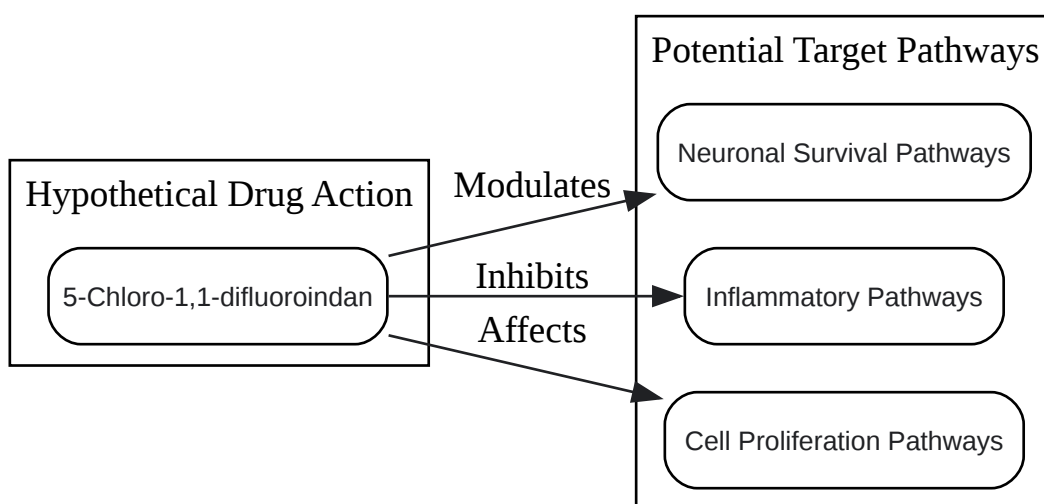 Potential Target Pathways
Neuronal Survival Pathways
Hypothetical Drug Action
Modulates
5-Chloro-1,1-difluoroindan
Inhibits
Inflammatory Pathways
Affects
Cell Proliferation Pathways